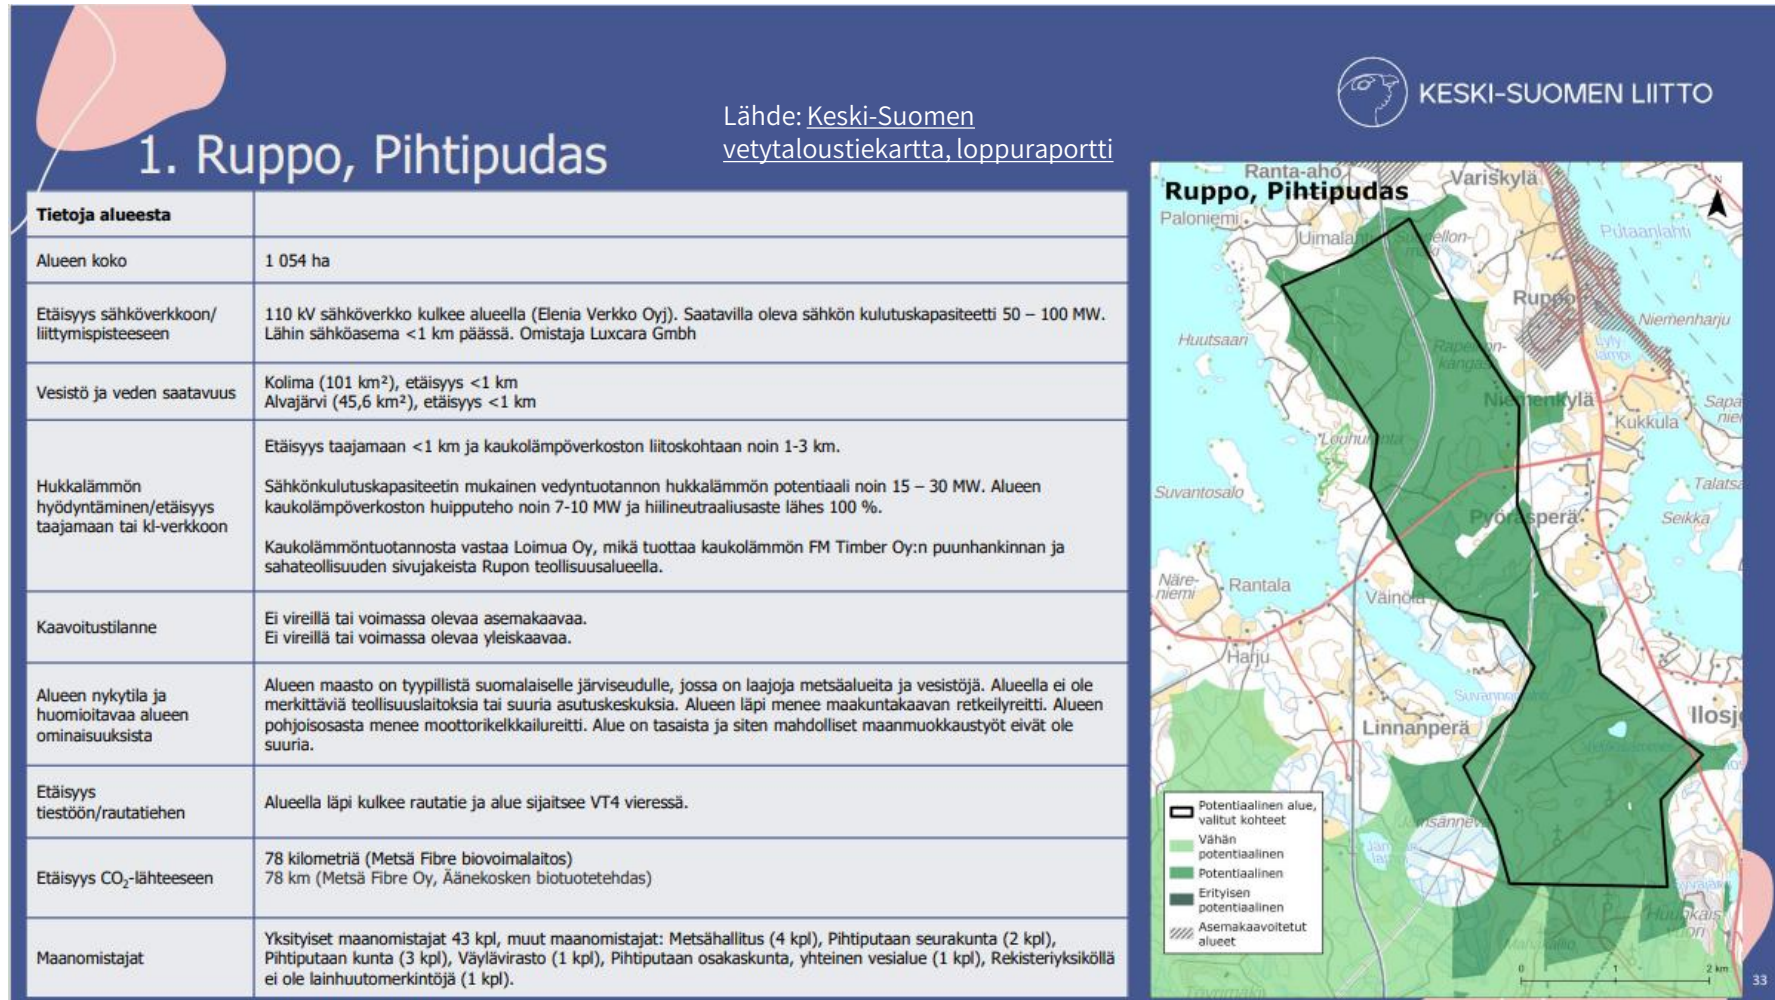 KESKI-SUOMEN LIITTO
Lähde: Keski-Suomen
vetytaloustiekartta, loppuraportti
1. Ruppo, Pihtipudas
Tietoja alueesta
Alueen koko
1 054 ha
Etäisyys sähköverkkoon/
liittymispisteeseen
110 kV sähköverkko kulkee alueella (Elenia Verkko Oyj). Saatavilla oleva sähkön kulutuskapasiteetti 50 – 100 MW.
Lähin sähköasema <1 km päässä. Omistaja Luxcara Gmbh
Vesistö ja veden saatavuus
Kolima (101 km²), etäisyys <1 km
Alvajärvi (45,6 km²), etäisyys <1 km
Hukkalämmön
hyödyntäminen/etäisyys
taajamaan tai kl-verkkoon
Etäisyys taajamaan <1 km ja kaukolämpöverkoston liitoskohtaan noin 1-3 km.
Sähkönkulutuskapasiteetin mukainen vedyntuotannon hukkalämmön potentiaali noin 15 – 30 MW. Alueen
kaukolämpöverkoston huipputeho noin 7-10 MW ja hiilineutraaliusaste lähes 100 %.
Kaukolämmöntuotannosta vastaa Loimua Oy, mikä tuottaa kaukolämmön FM Timber Oy:n puunhankinnan ja
sahateollisuuden sivujakeista Rupon teollisuusalueella.
Kaavoitustilanne
Ei vireillä tai voimassa olevaa asemakaavaa.
Ei vireillä tai voimassa olevaa yleiskaavaa.
Alueen nykytila ja
huomioitavaa alueen
ominaisuuksista
Alueen maasto on tyypillistä suomalaiselle järviseudulle, jossa on laajoja metsäalueita ja vesistöjä. Alueella ei ole
merkittäviä teollisuuslaitoksia tai suuria asutuskeskuksia. Alueen läpi menee maakuntakaavan retkeilyreitti. Alueen
pohjoisosasta menee moottorikelkkailureitti. Alue on tasaista ja siten mahdolliset maanmuokkaustyöt eivät ole
suuria.
Etäisyys
tiestöön/rautatiehen
Alueella läpi kulkee rautatie ja alue sijaitsee VT4 vieressä.
Etäisyys CO₂-lähteeseen
78 kilometriä (Metsä Fibre biovoimalaitos)
78 km (Metsä Fibre Oy, Äänekosken biotuotetehdas)
Maanomistajat
Yksityiset maanomistajat 43 kpl, muut maanomistajat: Metsähallitus (4 kpl), Pihtiputaan seurakunta (2 kpl),
Pihtiputaan kunta (3 kpl), Väylävirasto (1 kpl), Pihtiputaan osakaskunta, yhteinen vesialue (1 kpl), Rekisteriyksiköllä
ei ole lainhuutomerkintöjä (1 kpl).
Ranta-aho
Variskylä
Ruppo, Pihtipudas
Paloniemi
Putaanlahti
Ruppo
Niemenharju
Huutsaari
Niemenkylä
Kukkula
Suvantosalo
Talatsa
Pyöräsperä
Seikka
Näre-
niemi
Rantala
Väinölä
Harju
Linnanperä
Ilosj
Potentiaalinen alue,
valitut kohteet
Vähän
potentiaalinen
Potentiaalinen
Erityisen
potentiaalinen
Asemakaavoitetut
alueet
0 1 2 km
33